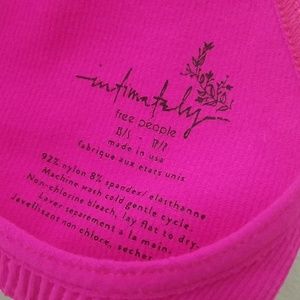 intimately
free people
made in usa
fabrique aux etats unis
92% nylon 8% spandex/ elasthanne
Machine wash cold gentle cycle.
Non-chlorine bleach, lay flat to dry.
Laver separement a la main.
Javellisant non chlore, secher